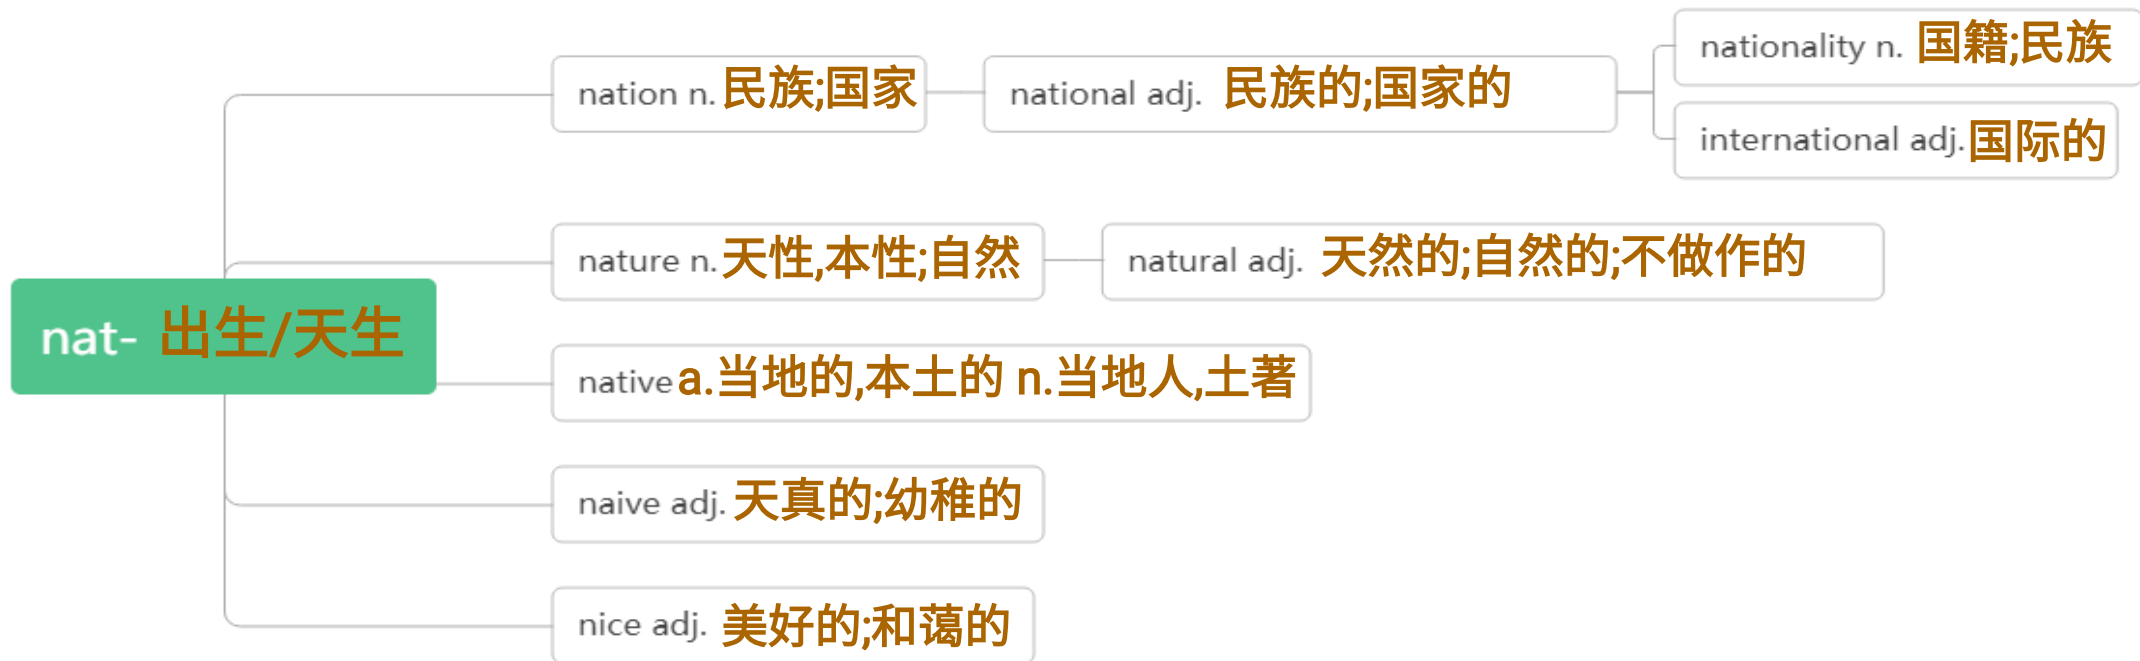 nat- 出生/天生
nation n. 民族;国家
national adj. 民族的;国家的
nationality n. 国籍;民族
international adj. 国际的
nature n. 天性,本性;自然
natural adj. 天然的;自然的;不做作的
native a.当地的,本土的 n.当地人,土著
naive adj. 天真的;幼稚的
nice adj. 美好的;和蔼的